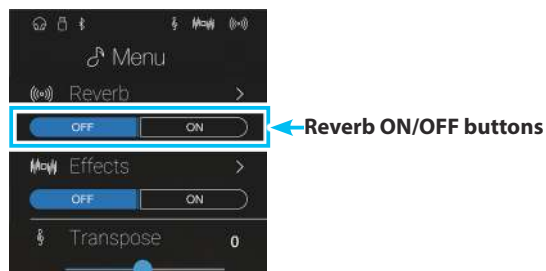 Menu
Reverb
OFF ON
Reverb ON/OFF buttons
Effects
OFF ON
Transpose 0